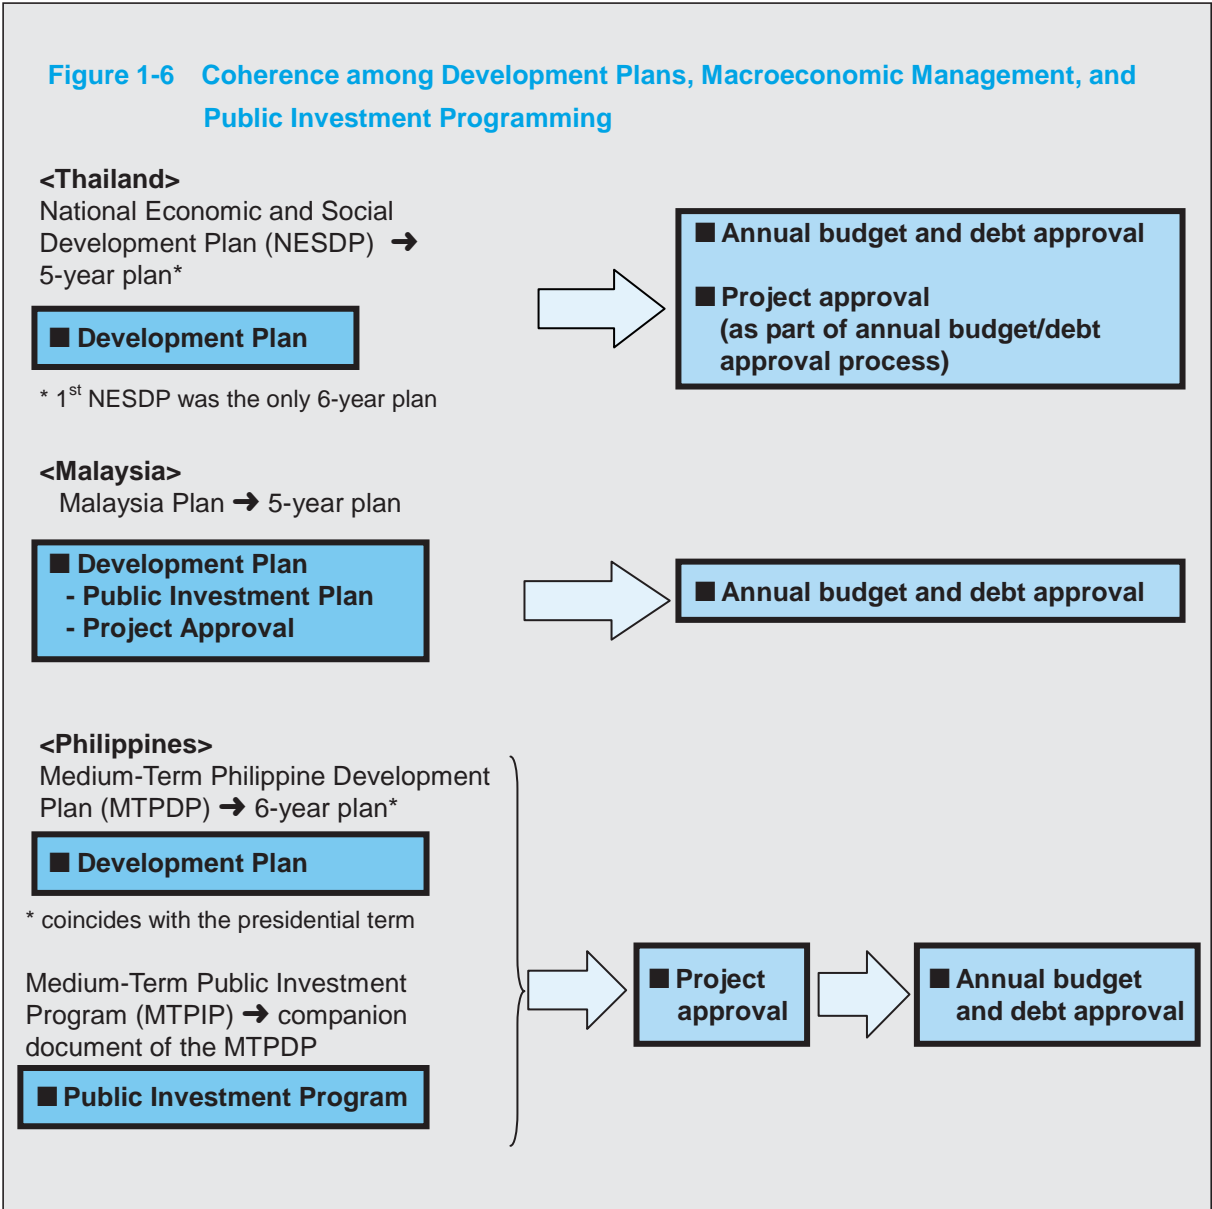 Figure 1-6 Coherence among Development Plans, Macroeconomic Management, and
Public Investment Programming
<Thailand>
National Economic and Social
Development Plan (NESDP) ➜
5-year plan*
■ Development Plan
* 1st NESDP was the only 6-year plan
■ Annual budget and debt approval
■ Project approval
(as part of annual budget/debt
approval process)
<Malaysia>
Malaysia Plan ➜ 5-year plan
■ Development Plan
- Public Investment Plan
- Project Approval
■ Annual budget and debt approval
<Philippines>
Medium-Term Philippine Development
Plan (MTPDP) ➜ 6-year plan*
■ Development Plan
* coincides with the presidential term
Medium-Term Public Investment
Program (MTPIP) ➜ companion
document of the MTPDP
■ Public Investment Program
■ Project
approval
■ Annual budget
and debt approval